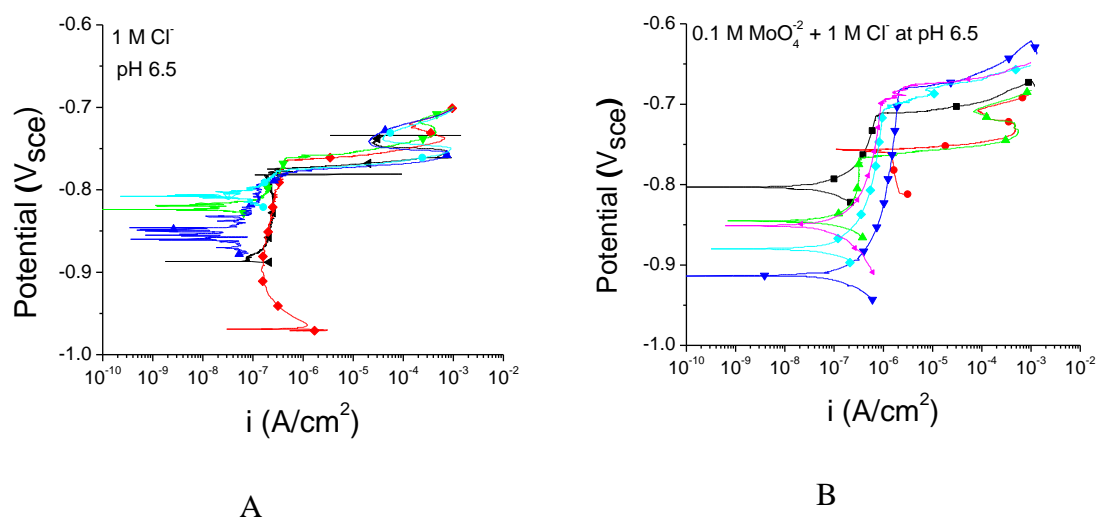 1 M Cl⁻
pH 6.5
-0.6
-0.7
-0.8
-0.9
-1.0
Potential (V_SCE)
10⁻¹⁰ 10⁻⁹ 10⁻⁸ 10⁻⁷ 10⁻⁶ 10⁻⁵ 10⁻⁴ 10⁻³ 10⁻²
i (A/cm²)
A
0.1 M MoO₄⁻² + 1 M Cl⁻ at pH 6.5
-0.6
-0.7
-0.8
-0.9
-1.0
Potential (V_SCE)
10⁻¹⁰ 10⁻⁹ 10⁻⁸ 10⁻⁷ 10⁻⁶ 10⁻⁵ 10⁻⁴ 10⁻³ 10⁻²
i (A/cm²)
B